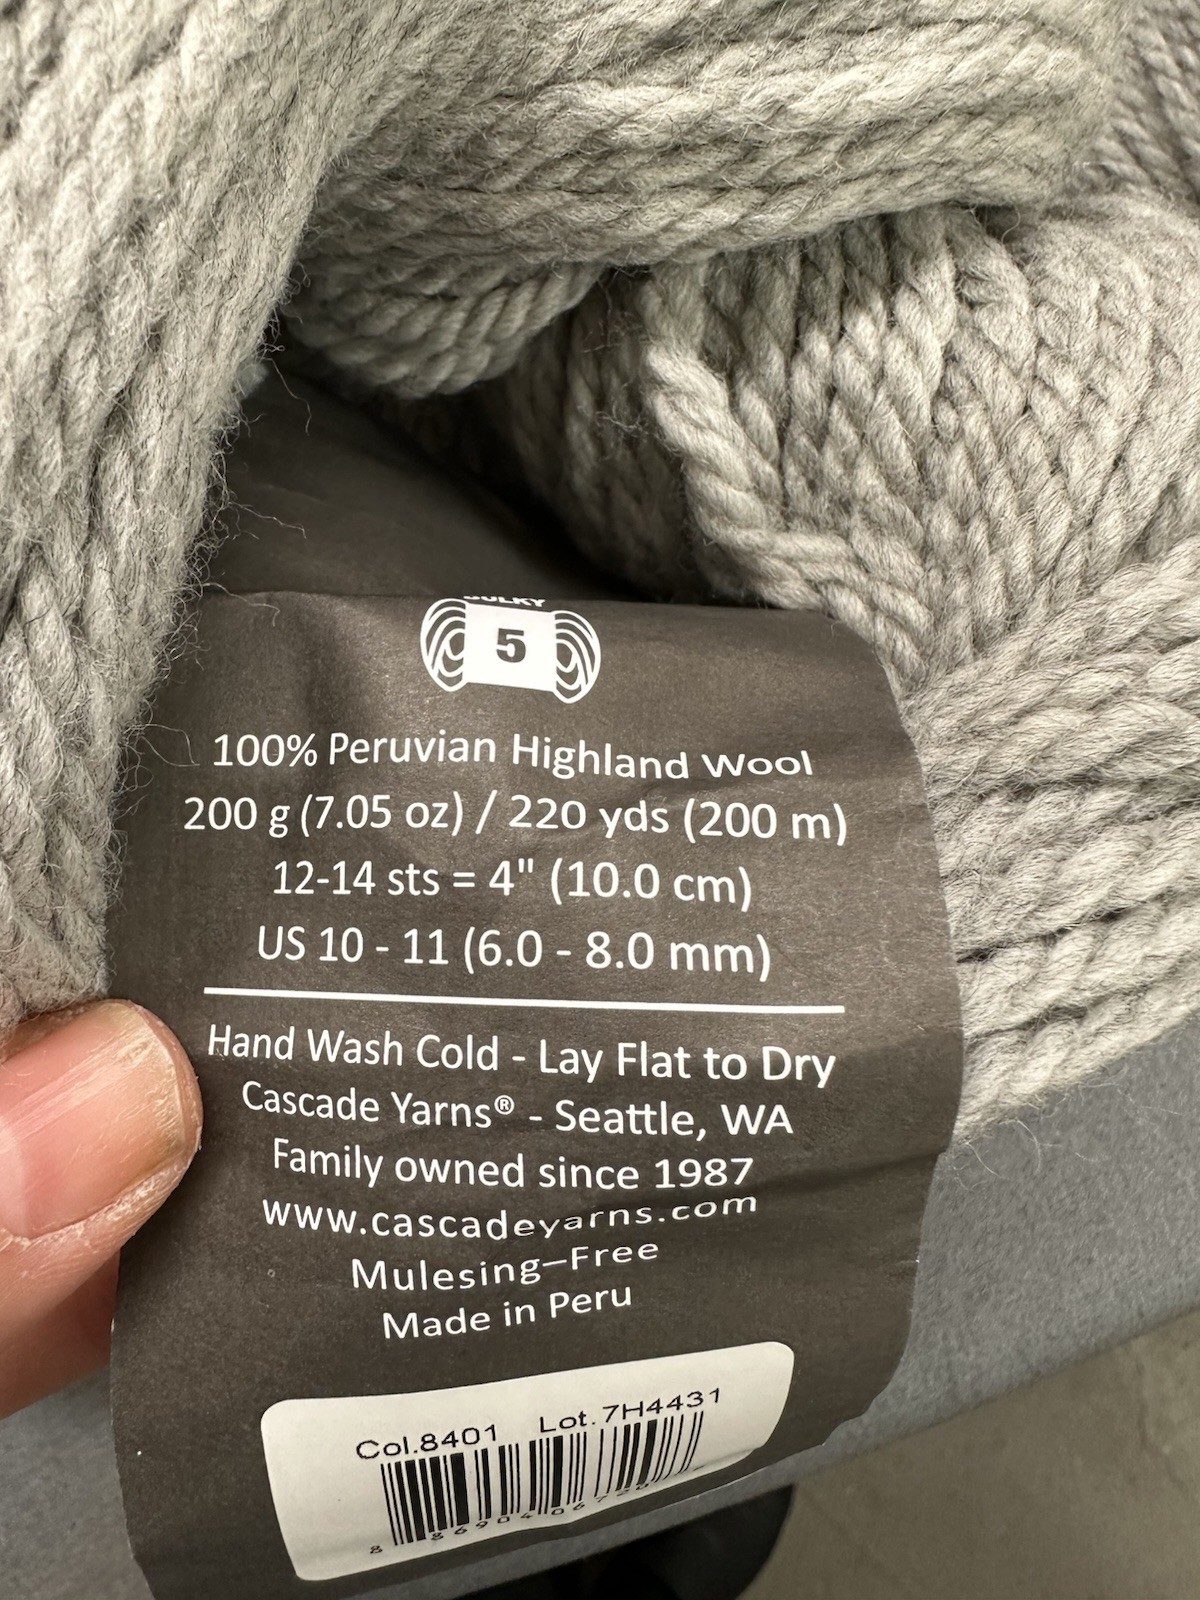 BULKY
5
100% Peruvian Highland Wool
200 g (7.05 oz) / 220 yds (200 m)
12-14 sts = 4" (10.0 cm)
US 10 - 11 (6.0 - 8.0 mm)
Hand Wash Cold - Lay Flat to Dry
Cascade Yarns® - Seattle, WA
Family owned since 1987
www.cascadeyarns.com
Mulesing–Free
Made in Peru
Col.8401 Lot.7H4431